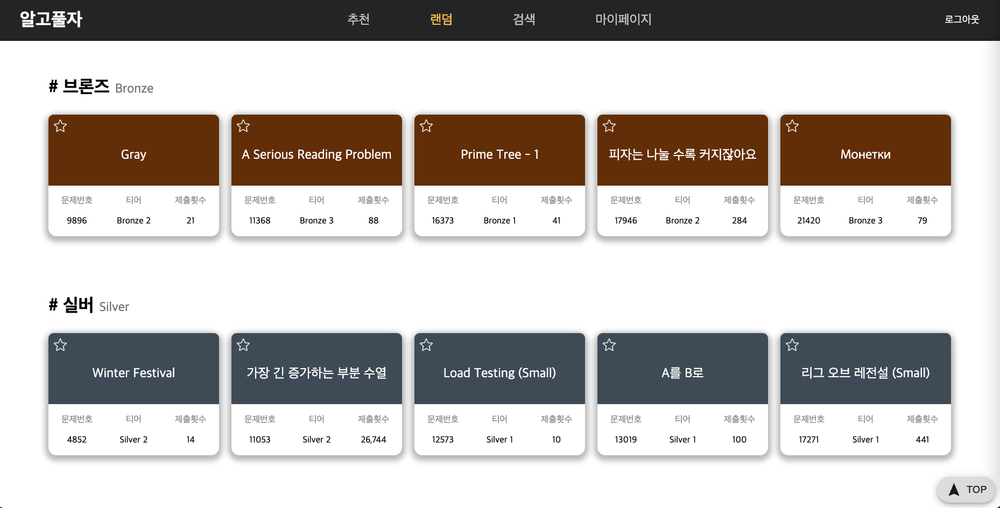 알고풀자 추천 랜덤 검색 마이페이지 로그아웃
# 브론즈 Bronze
Gray
문제번호 티어 제출횟수
9896 Bronze 2 21
A Serious Reading Problem
문제번호 티어 제출횟수
11368 Bronze 3 88
Prime Tree - 1
문제번호 티어 제출횟수
16373 Bronze 1 41
피자는 나눌 수록 커지잖아요
문제번호 티어 제출횟수
17946 Bronze 2 284
Монетки
문제번호 티어 제출횟수
21420 Bronze 3 79
# 실버 Silver
Winter Festival
문제번호 티어 제출횟수
4852 Silver 2 14
가장 긴 증가하는 부분 수열
문제번호 티어 제출횟수
11053 Silver 2 26,744
Load Testing (Small)
문제번호 티어 제출횟수
12573 Silver 1 10
A를 B로
문제번호 티어 제출횟수
13019 Silver 1 100
리그 오브 레전설 (Small)
문제번호 티어 제출횟수
17271 Silver 1 441
TOP